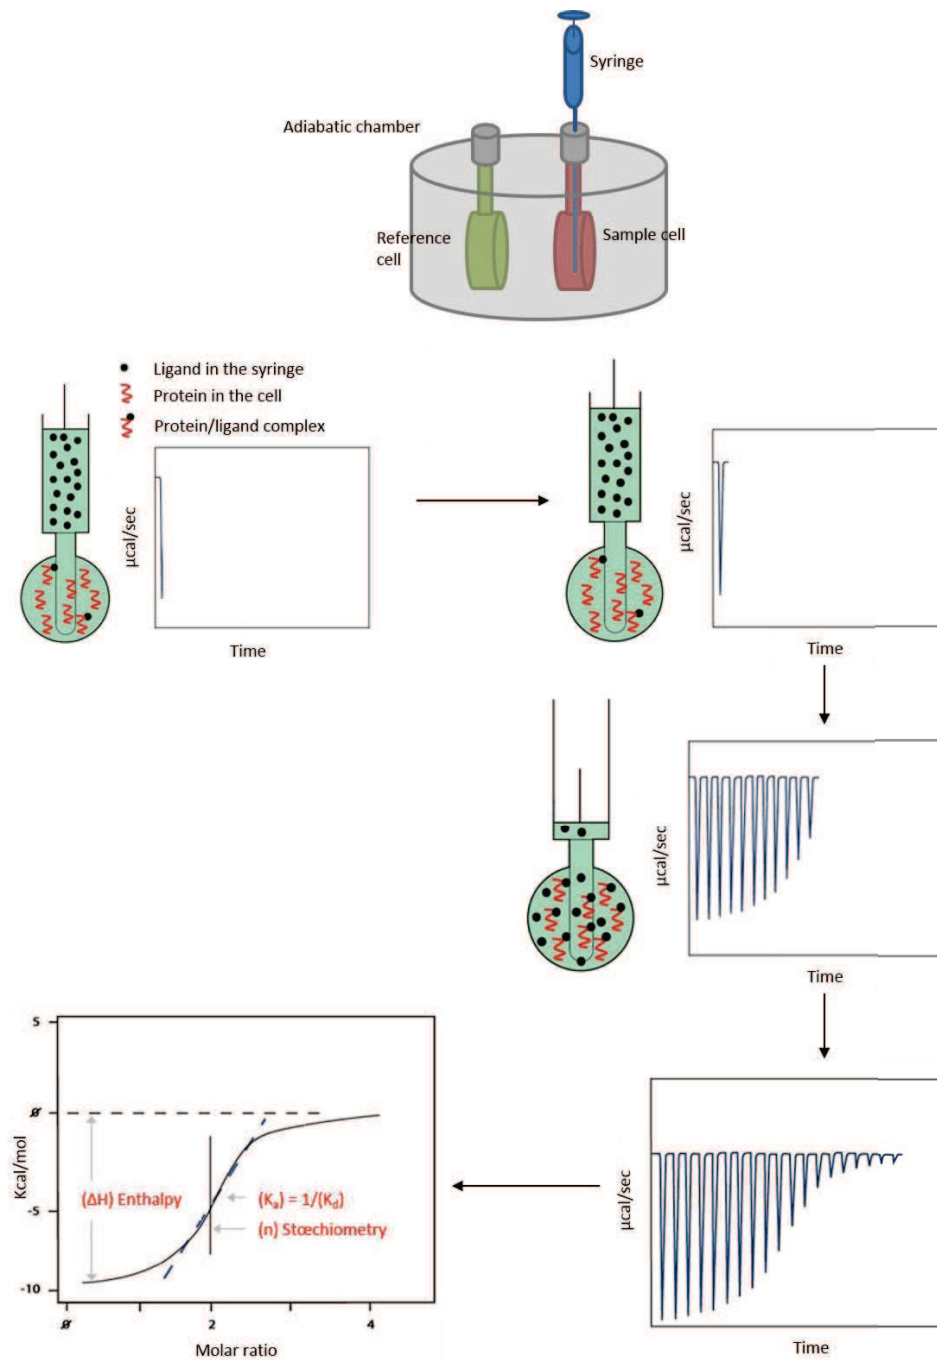 Syringe
Adiabatic chamber
Reference
cell
Sample cell
Ligand in the syringe
Protein in the cell
Protein/ligand complex
µcal/sec
Time
µcal/sec
Time
µcal/sec
Time
5
0
-5
-10
Kcal/mol
(ΔH) Enthalpy
(Ka) = 1/(Kd)
(n) Stœchiometry
0
2
4
Molar ratio
µcal/sec
Time